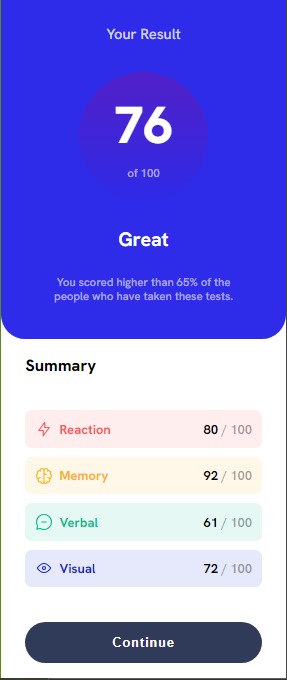 Your Result
76
of 100
Great
You scored higher than 65% of the
people who have taken these tests.
Summary
Reaction 80 / 100
Memory 92 / 100
Verbal 61 / 100
Visual 72 / 100
Continue